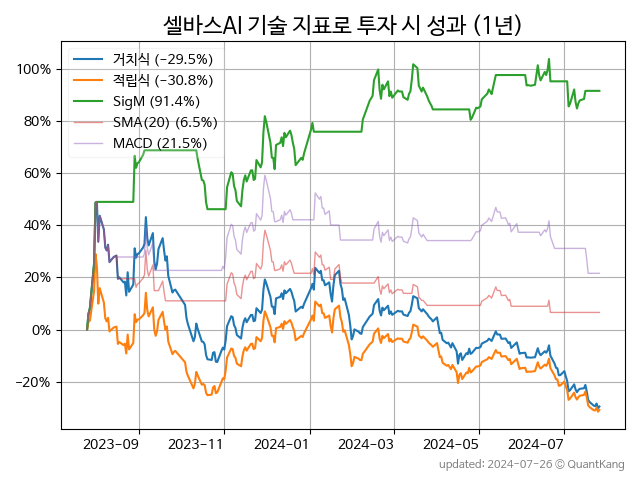 셀바스AI 기술 지표로 투자 시 성과 (1년)
거치식 (−29.5%)
적립식 (−30.8%)
SigM (91.4%)
SMA(20) (6.5%)
MACD (21.5%)
100%
80%
60%
40%
20%
0%
−20%
2023-09
2023-11
2024-01
2024-03
2024-05
2024-07
updated: 2024-07-26 © QuantKang